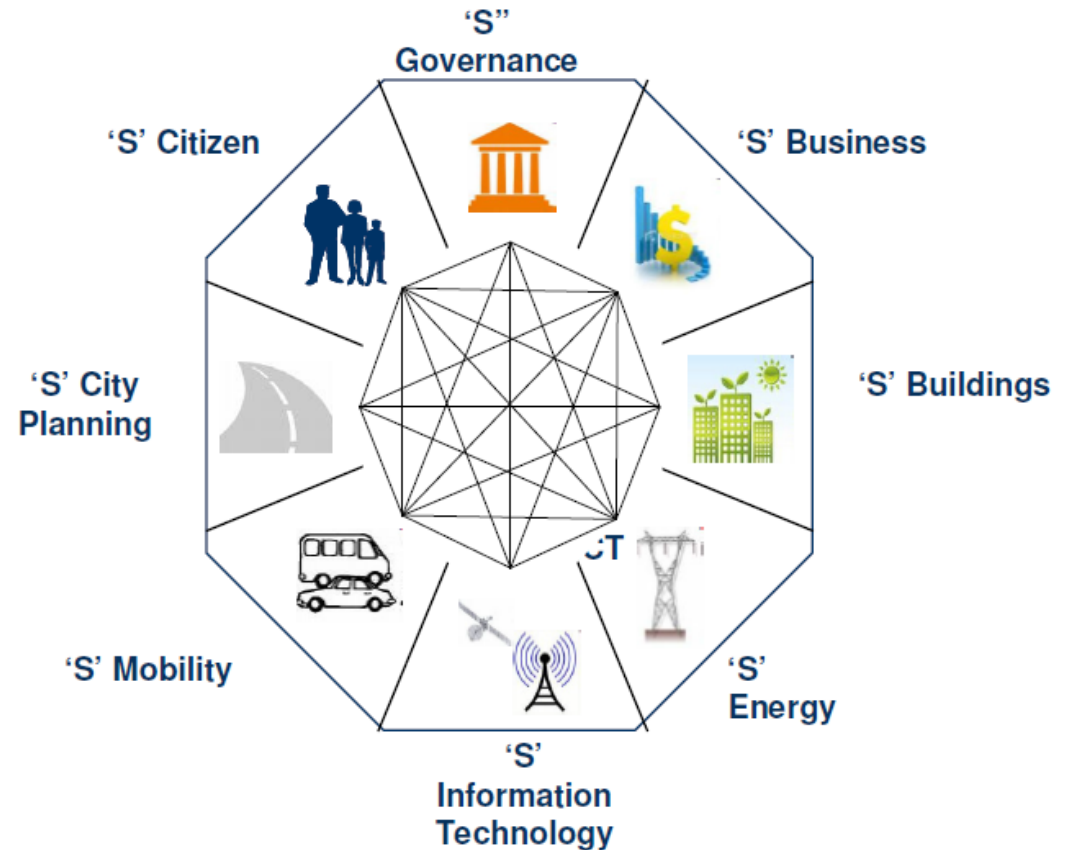 ‘S”
Governance
‘S’ Citizen
‘S’ Business
‘S’ City
Planning
‘S’ Buildings
CT
‘S’ Mobility
‘S’
Energy
‘S’
Information
Technology